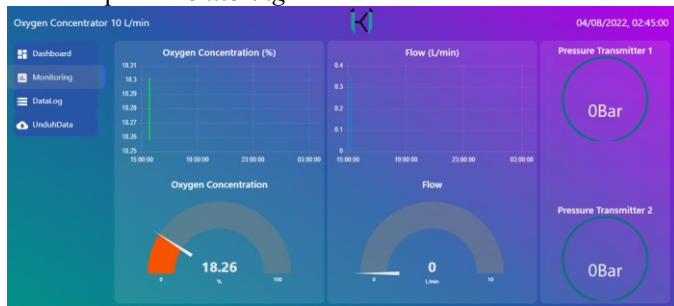 Oxygen Concentrator 10 L/min
04/08/2022, 02:45:00
Dashboard
Monitoring
DataLog
UnduhData
Oxygen Concentration (%)
18.31
18.3
18.29
18.28
18.27
18.26
18.25
15:00:00 19:00:00 23:00:00 03:00:00
Flow (L/min)
0.4
0.3
0.2
0.1
0
15:00:00 19:00:00 23:00:00 03:00:00
Pressure Transmitter 1
0Bar
Oxygen Concentration
18.26
%
0 100
Flow
0
L/min
0 10
Pressure Transmitter 2
0Bar